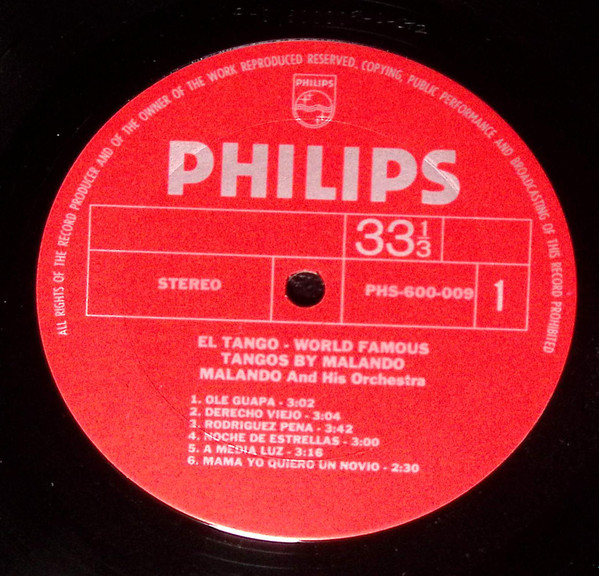 ALL RIGHTS OF THE RECORD PRODUCER AND OF THE OWNER OF THE WORK REPRODUCED RESERVED. COPYING, PUBLIC PERFORMANCE AND BROADCASTING OF THIS RECORD PROHIBITED
PHILIPS
PHILIPS
33 1/3
STEREO
PHS-600-009
1
EL TANGO - WORLD FAMOUS
TANGOS BY MALANDO
MALANDO And His Orchestra
1. OLE GUAPA - 3:02
2. DERECHO VIEJO - 3:04
3. RODRIGUEZ PENA - 3:42
4. NOCHE DE ESTRELLAS - 3:00
5. A MEDIA LUZ - 3:16
6. MAMA YO QUIERO UN NOVIO - 2:30